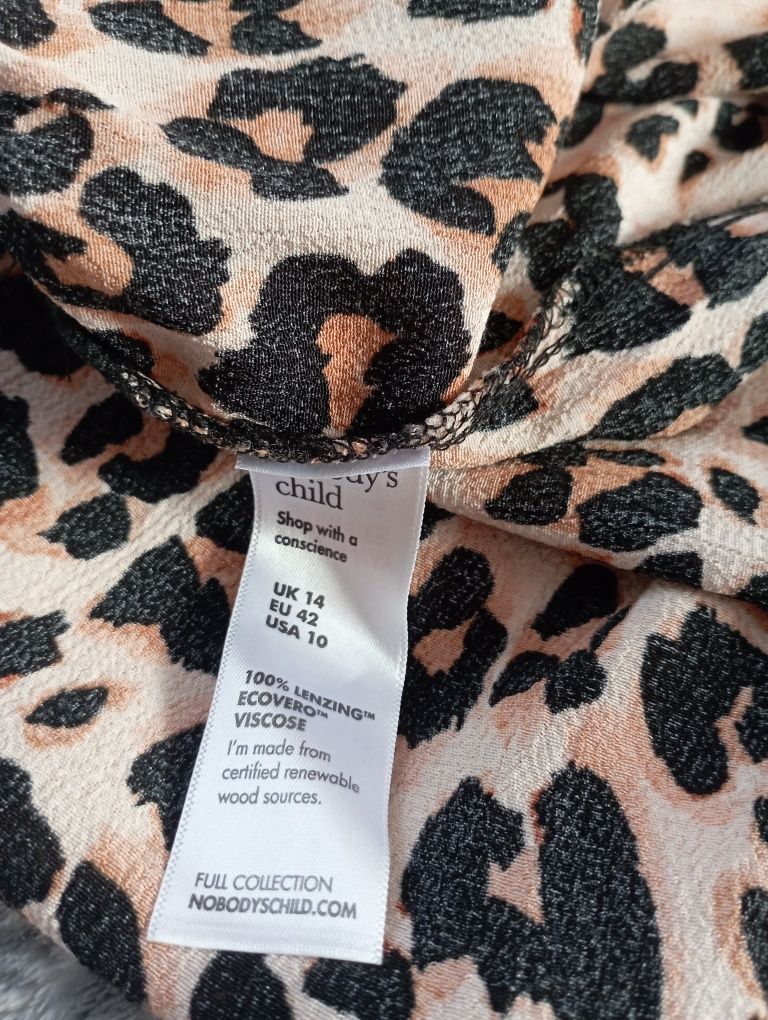 child
Shop with a
conscience
UK 14
EU 42
USA 10
100% LENZING™
ECOVERO™
VISCOSE
I'm made from
certified renewable
wood sources.
FULL COLLECTION
NOBODYSCHILD.COM